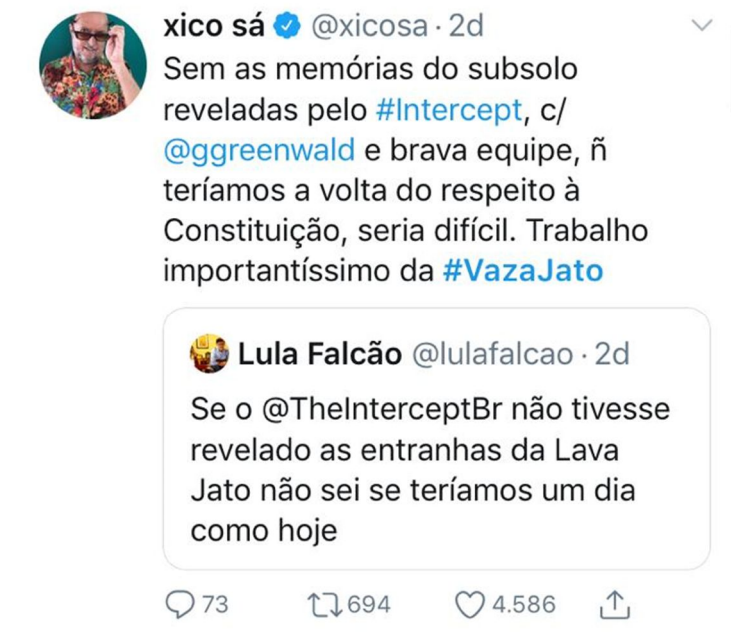 xico sá @xicosa · 2d
Sem as memórias do subsolo
reveladas pelo #Intercept, c/
@ggreenwald e brava equipe, ñ
teríamos a volta do respeito à
Constituição, seria difícil. Trabalho
importantíssimo da #VazaJato
Lula Falcão @lulafalcao · 2d
Se o @TheInterceptBr não tivesse
revelado as entranhas da Lava
Jato não sei se teríamos um dia
como hoje
73 694 4.586